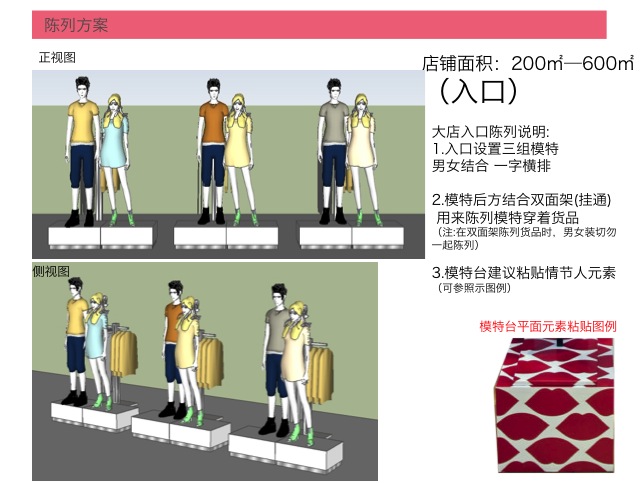 陈列方案
正视图
店铺面积：200㎡—600㎡
（入口）
大店入口陈列说明:
1.入口设置三组模特
男女结合 一字横排
2.模特后方结合双面架(挂通)
用来陈列模特穿着货品
（注:在双面架陈列货品时，男女装切勿
一起陈列）
侧视图
3.模特台建议粘贴情节人元素
（可参照示图例）
模特台平面元素粘贴图例